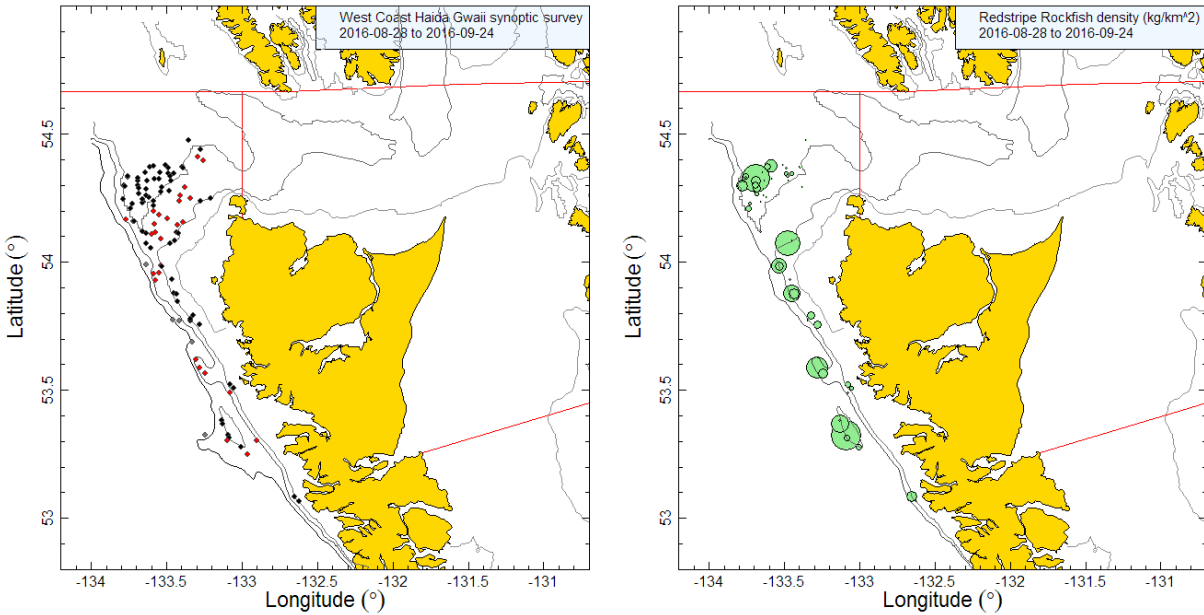 West Coast Haida Gwaii synoptic survey
2016-08-28 to 2016-09-24
54.5
54
53.5
53
Latitude (°)
-134
-133.5
-133
-132.5
-132
-131.5
-131
Longitude (°)
Redstripe Rockfish density (kg/km^2)
2016-08-28 to 2016-09-24
54.5
54
53.5
53
Latitude (°)
-134
-133.5
-133
-132.5
-132
-131.5
-131
Longitude (°)